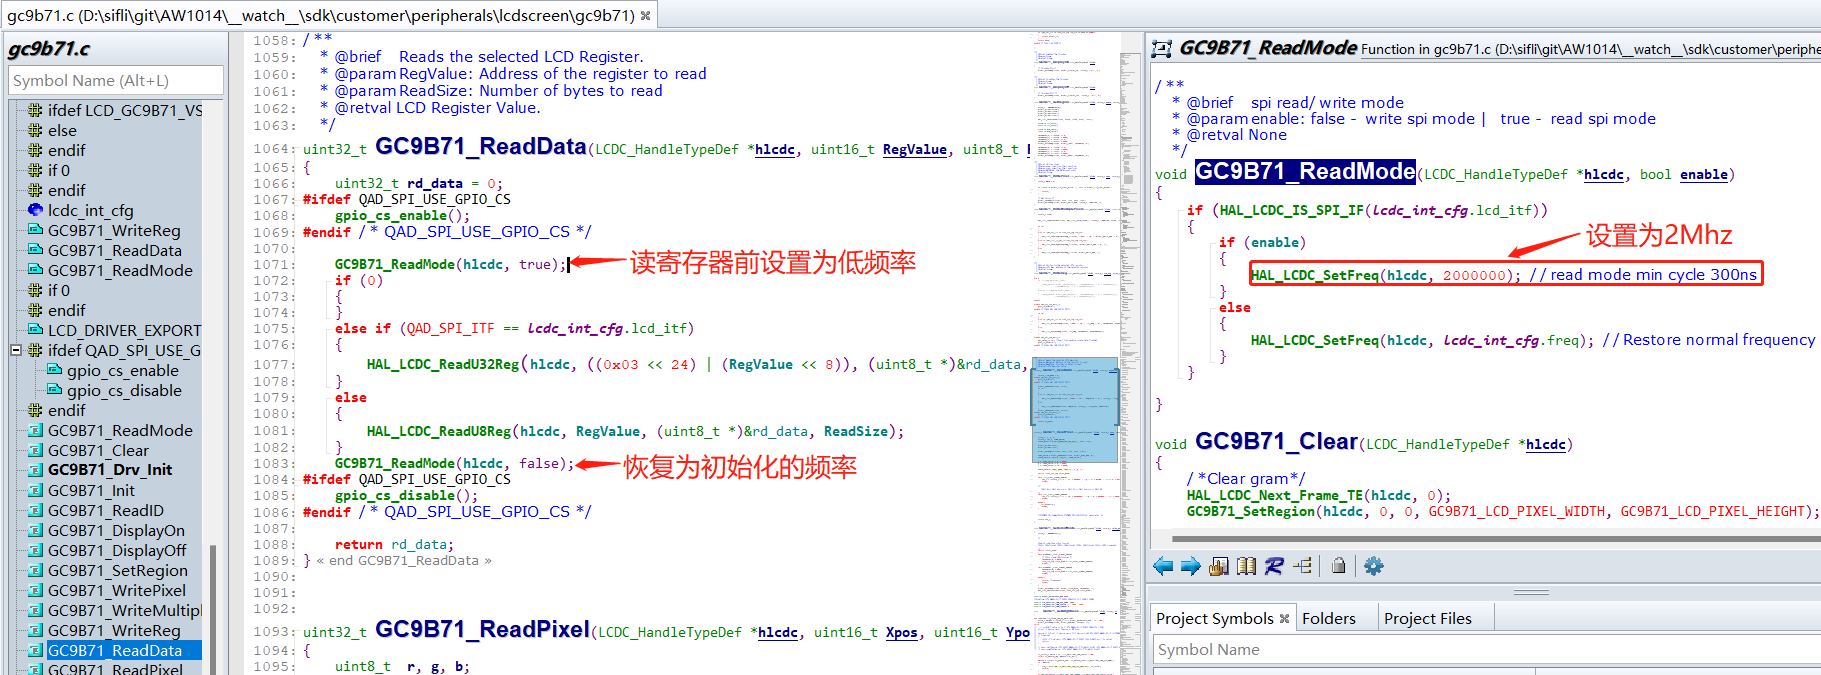 gc9b71.c (D:\sifli\git\AW1014\__watch__\sdk\customer\peripherals\lcdscreen\gc9b71)
gc9b71.c
Symbol Name (Alt+L)
ifdef LCD_GC9B71_VS
else
endif
if 0
endif
lcdc_int_cfg
GC9B71_WriteReg
GC9B71_ReadData
GC9B71_ReadMode
if 0
endif
LCD_DRIVER_EXPORT
ifdef QAD_SPI_USE_G
gpio_cs_enable
gpio_cs_disable
endif
GC9B71_ReadMode
GC9B71_Clear
GC9B71_Drv_Init
GC9B71_Init
GC9B71_ReadID
GC9B71_DisplayOn
GC9B71_DisplayOff
GC9B71_SetRegion
GC9B71_WritePixel
GC9B71_WriteMultipl
GC9B71_WriteReg
GC9B71_ReadData
GC9B71_ReadPixel
1058: /**
1059: * @brief Reads the selected LCD Register.
1060: * @param RegValue: Address of the register to read
1061: * @param ReadSize: Number of bytes to read
1062: * @retval LCD Register Value.
1063: */
1064: uint32_t GC9B71_ReadData(LCDC_HandleTypeDef *hlcdc, uint16_t RegValue, uint8_t
1065: {
1066: uint32_t rd_data = 0;
1067: #ifdef QAD_SPI_USE_GPIO_CS
1068: gpio_cs_enable();
1069: #endif /* QAD_SPI_USE_GPIO_CS */
1070:
1071: GC9B71_ReadMode(hlcdc, true); 读寄存器前设置为低频率
1072: if (0)
1073: {
1074: }
1075: else if (QAD_SPI_ITF == lcdc_int_cfg.lcd_itf)
1076: {
1077: HAL_LCDC_ReadU32Reg(hlcdc, ((0x03 << 24) | (RegValue << 8)), (uint8_t *)&rd_data,
1078: }
1079: else
1080: {
1081: HAL_LCDC_ReadU8Reg(hlcdc, RegValue, (uint8_t *)&rd_data, ReadSize);
1082: }
1083: GC9B71_ReadMode(hlcdc, false); 恢复为初始化的频率
1084: #ifdef QAD_SPI_USE_GPIO_CS
1085: gpio_cs_disable();
1086: #endif /* QAD_SPI_USE_GPIO_CS */
1087:
1088: return rd_data;
1089: } « end GC9B71_ReadData »
1090:
1091:
1092:
1093: uint32_t GC9B71_ReadPixel(LCDC_HandleTypeDef *hlcdc, uint16_t Xpos, uint16_t Ypo
1094: {
1095: uint8_t r, g, b;
GC9B71_ReadMode Function in gc9b71.c (D:\sifli\git\AW1014\__watch__\sdk\customer\periphe
/**
* @brief spi read/write mode
* @param enable: false - write spi mode | true - read spi mode
* @retval None
*/
void GC9B71_ReadMode(LCDC_HandleTypeDef *hlcdc, bool enable)
{
if (HAL_LCDC_IS_SPI_IF(lcdc_int_cfg.lcd_itf))
{
if (enable) 设置为2Mhz
{
HAL_LCDC_SetFreq(hlcdc, 2000000); //read mode min cycle 300ns
}
else
{
HAL_LCDC_SetFreq(hlcdc, lcdc_int_cfg.freq); //Restore normal frequency
}
}
}
void GC9B71_Clear(LCDC_HandleTypeDef *hlcdc)
{
/*Clear gram*/
HAL_LCDC_Next_Frame_TE(hlcdc, 0);
GC9B71_SetRegion(hlcdc, 0, 0, GC9B71_LCD_PIXEL_WIDTH, GC9B71_LCD_PIXEL_HEIGHT);
Project Symbols Folders Project Files
Symbol Name